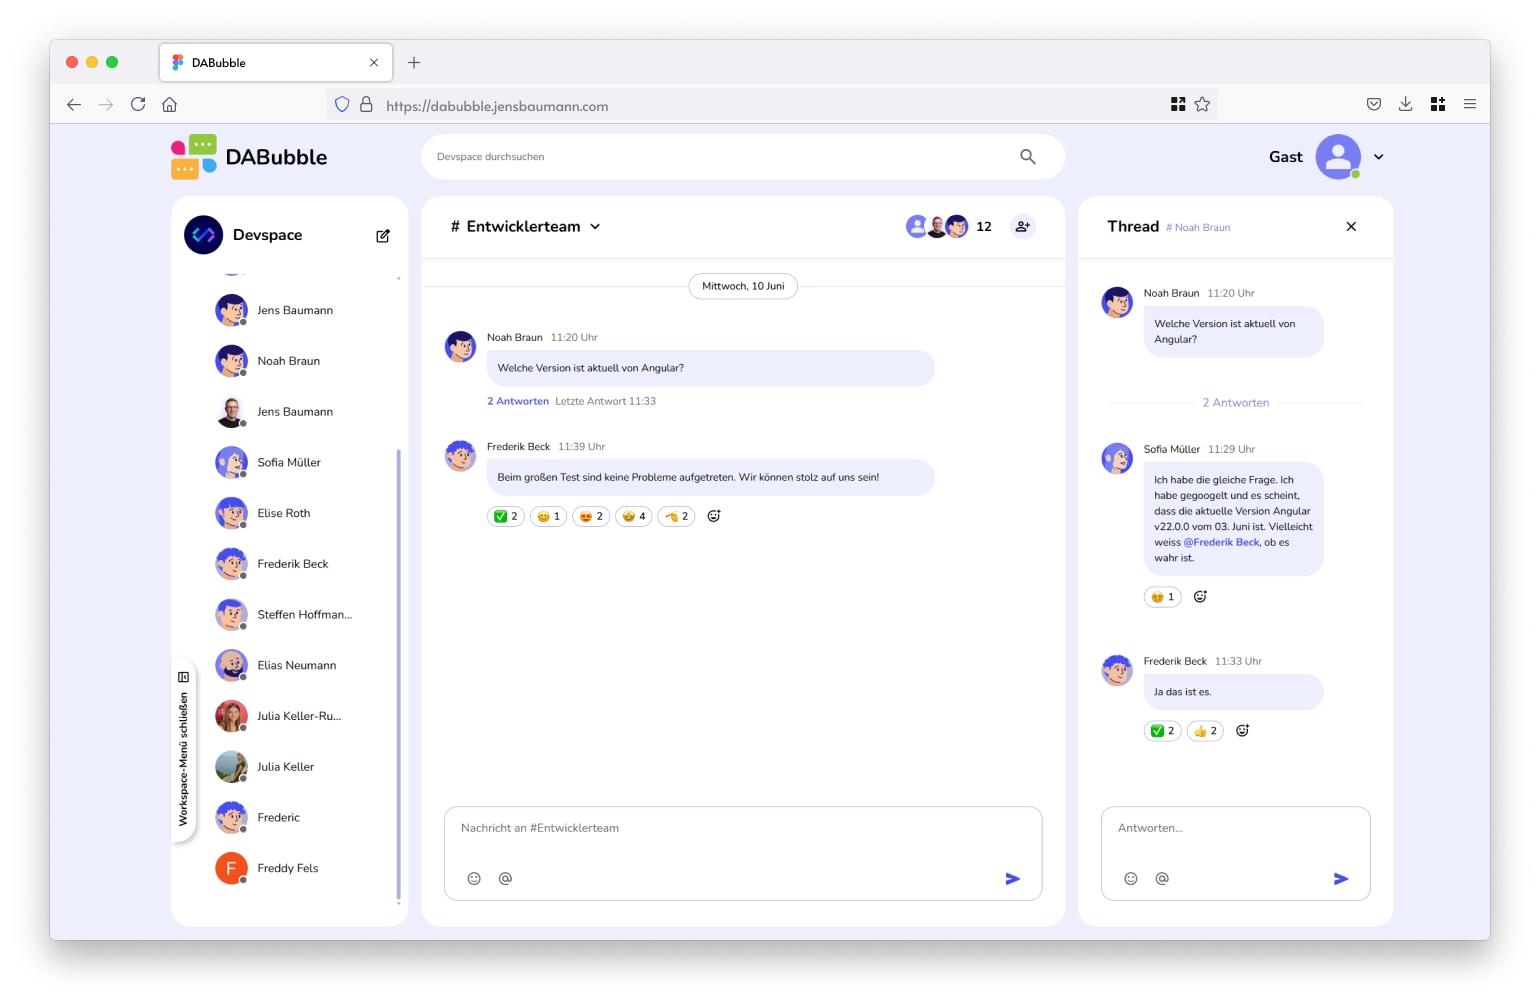 DABubble
https://dabubble.jensbaumann.com
DABubble
Devspace durchsuchen
Gast
Devspace
Jens Baumann
Noah Braun
Jens Baumann
Sofia Müller
Elise Roth
Frederik Beck
Steffen Hoffman...
Elias Neumann
Julia Keller-Ru...
Julia Keller
Frederic
F
Freddy Fels
Workspace-Menü schließen
# Entwicklerteam
12
Mittwoch, 10 Juni
Noah Braun 11:20 Uhr
Welche Version ist aktuell von Angular?
2 Antworten Letzte Antwort 11:33
Frederik Beck 11:39 Uhr
Beim großen Test sind keine Probleme aufgetreten. Wir können stolz auf uns sein!
2 1 2 4 2
Nachricht an #Entwicklerteam
@
Thread # Noah Braun
Noah Braun 11:20 Uhr
Welche Version ist aktuell von
Angular?
2 Antworten
Sofia Müller 11:29 Uhr
Ich habe die gleiche Frage. Ich
habe gegoogelt und es scheint,
dass die aktuelle Version Angular
v22.0.0 vom 03. Juni ist. Vielleicht
weiss @Frederik Beck, ob es
wahr ist.
1
Frederik Beck 11:33 Uhr
Ja das ist es.
2 2
Antworten...
@